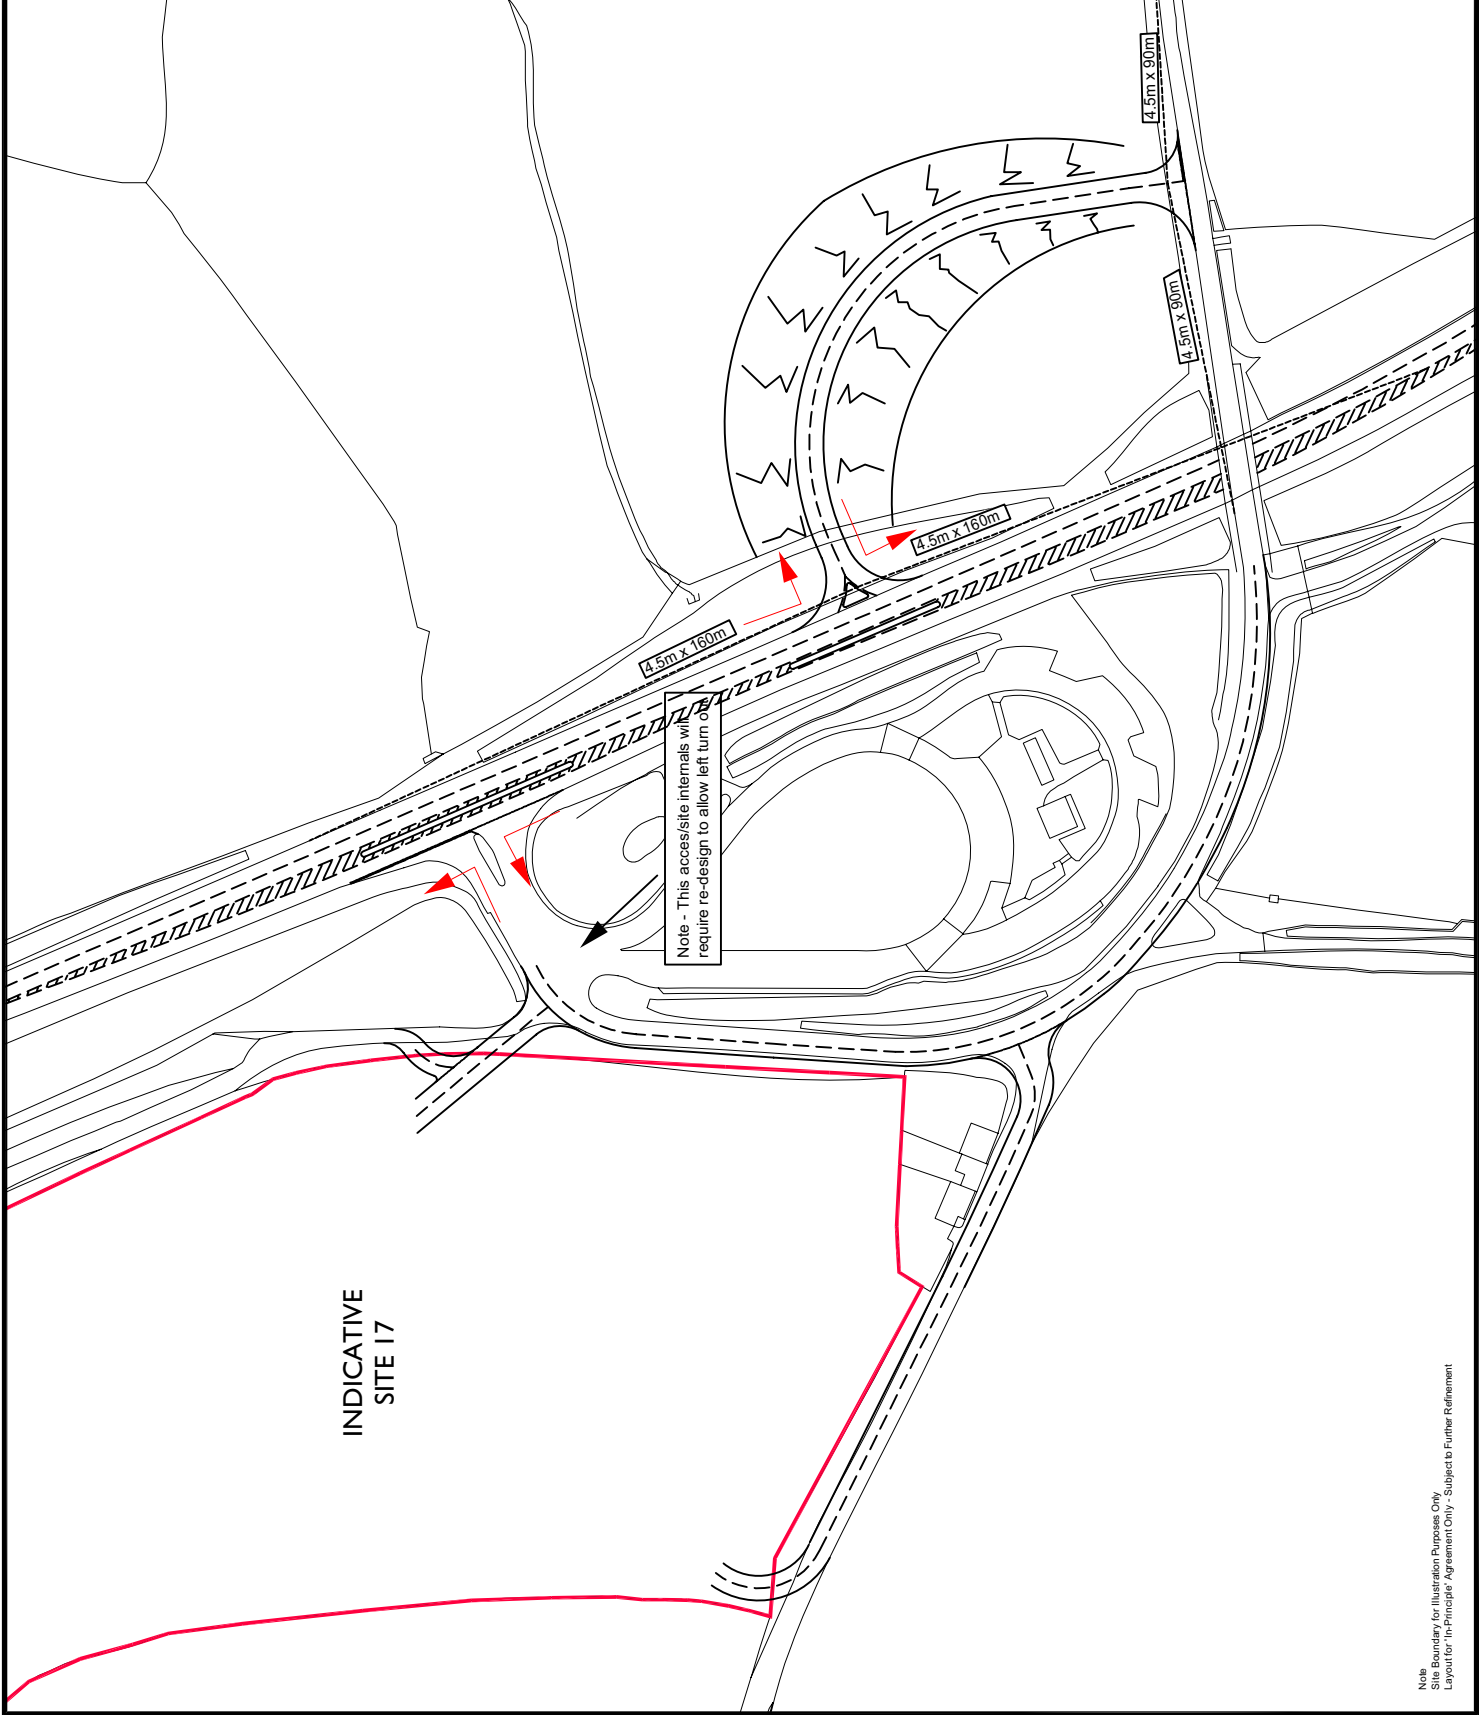 4.5m x 90m
4.5m x 90m
4.5m x 160m
4.5m x 160m
Note - This acces/site internals will
require re-design to allow left turn
INDICATIVE
SITE 17
Note
Site Boundary for Illustration Purposes Only
Layout for 'In-Principle' Agreement Only - Subject to Further Refinement